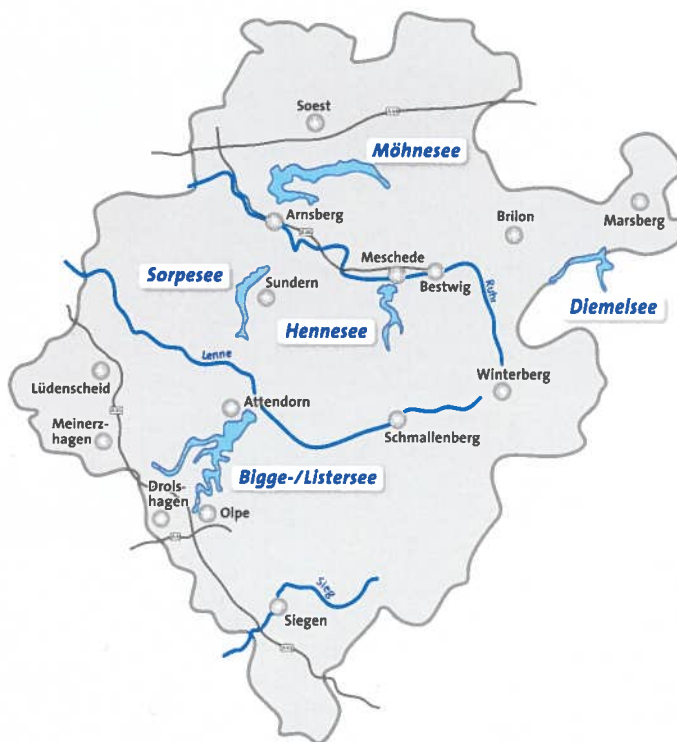 Soest
Möhnesee
Arnsberg
Brilon
Marsberg
Meschede
Bestwig
Sorpesee
Sundern
Hennesee
Ruhr
Diemelsee
Lenne
Lüdenscheid
Winterberg
Attendorn
Meinerz-
hagen
Schmallenberg
Bigge-/Listersee
Drols-
hagen
Olpe
Sieg
Siegen